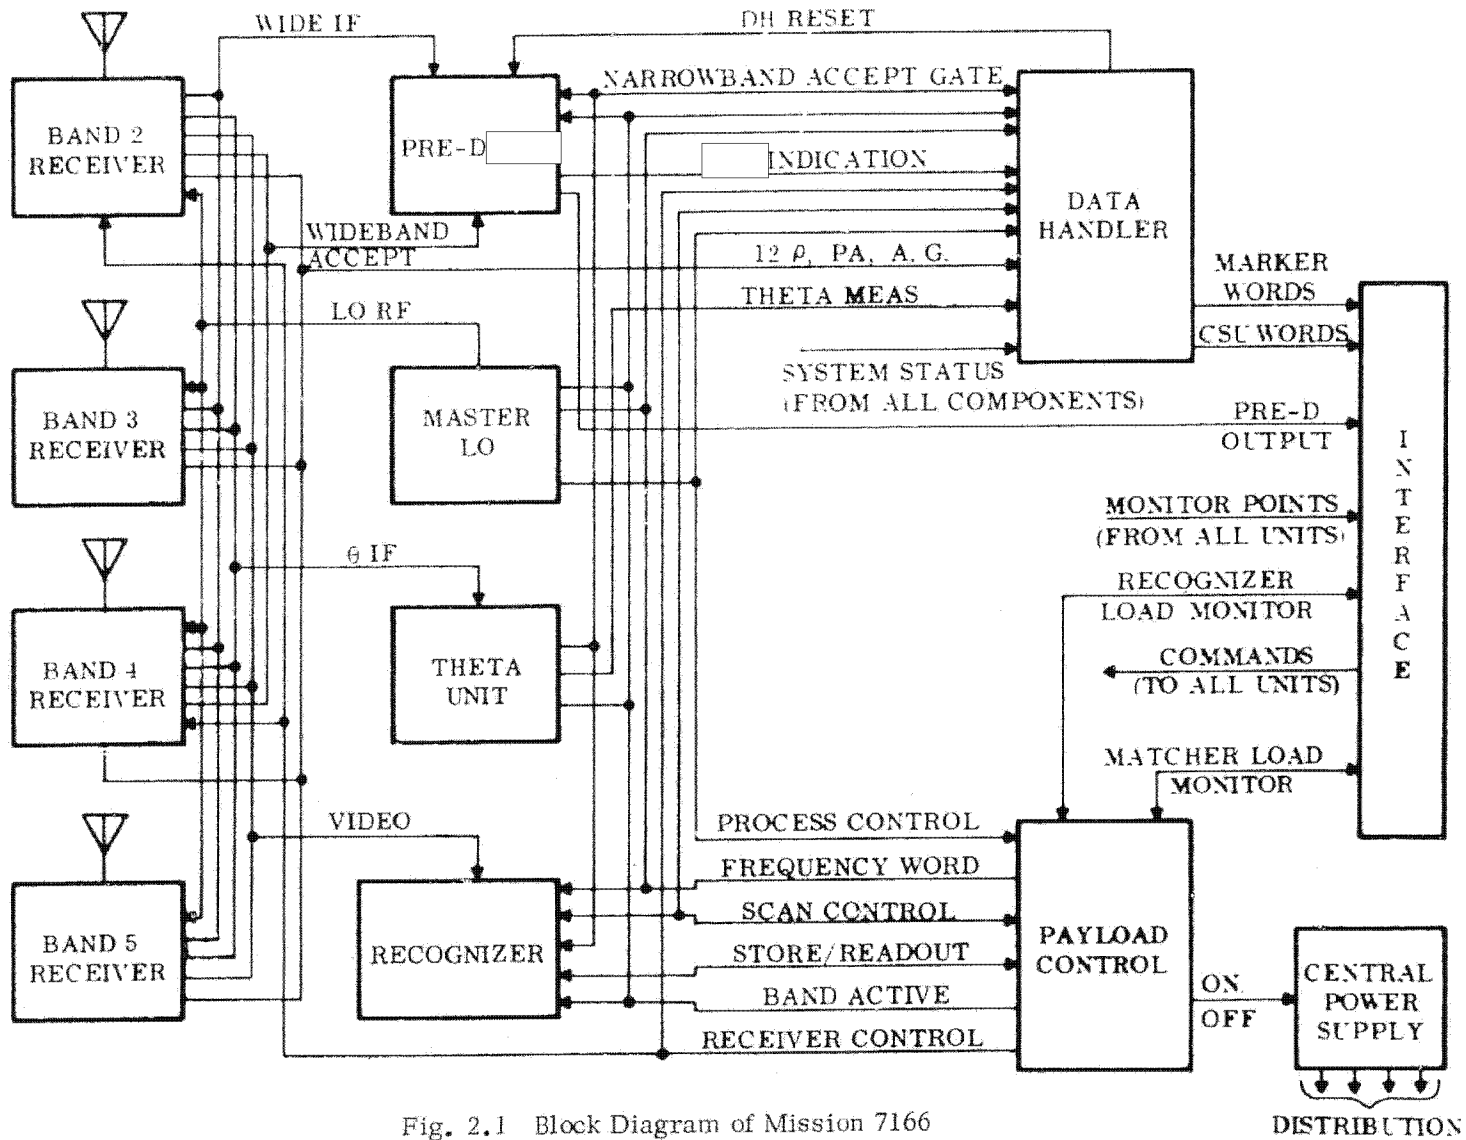 WIDE IF
DH RESET
NARROWBAND ACCEPT GATE
BAND 2
RECEIVER
PRE-D
INDICATION
DATA
HANDLER
WIDEBAND
ACCEPT
12 ρ, PA, A.G.
THETA MEAS
MARKER
WORDS
LO RF
CSU WORDS
SYSTEM STATUS
(FROM ALL COMPONENTS)
BAND 3
RECEIVER
MASTER
LO
PRE-D
OUTPUT
INTERFACE
MONITOR POINTS
(FROM ALL UNITS)
θ IF
RECOGNIZER
LOAD MONITOR
BAND 4
RECEIVER
THETA
UNIT
COMMANDS
(TO ALL UNITS)
MATCHER LOAD
MONITOR
VIDEO
PROCESS CONTROL
FREQUENCY WORD
SCAN CONTROL
BAND 5
RECEIVER
RECOGNIZER
STORE/READOUT
BAND ACTIVE
RECEIVER CONTROL
PAYLOAD
CONTROL
ON
OFF
CENTRAL
POWER
SUPPLY
DISTRIBUTION
Fig. 2.1 Block Diagram of Mission 7166